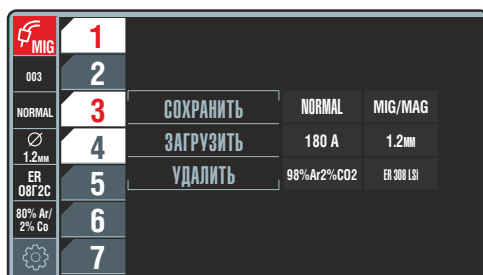 MIG 1
003 2
NORMAL 3 СОХРАНИТЬ NORMAL MIG/MAG
1.2мм 4 ЗАГРУЗИТЬ 180 A 1.2мм
ER
08Г2С 5 УДАЛИТЬ 98%Ar2%CO2 ER 308 LSi
80% Ar/
2% Co 6
7